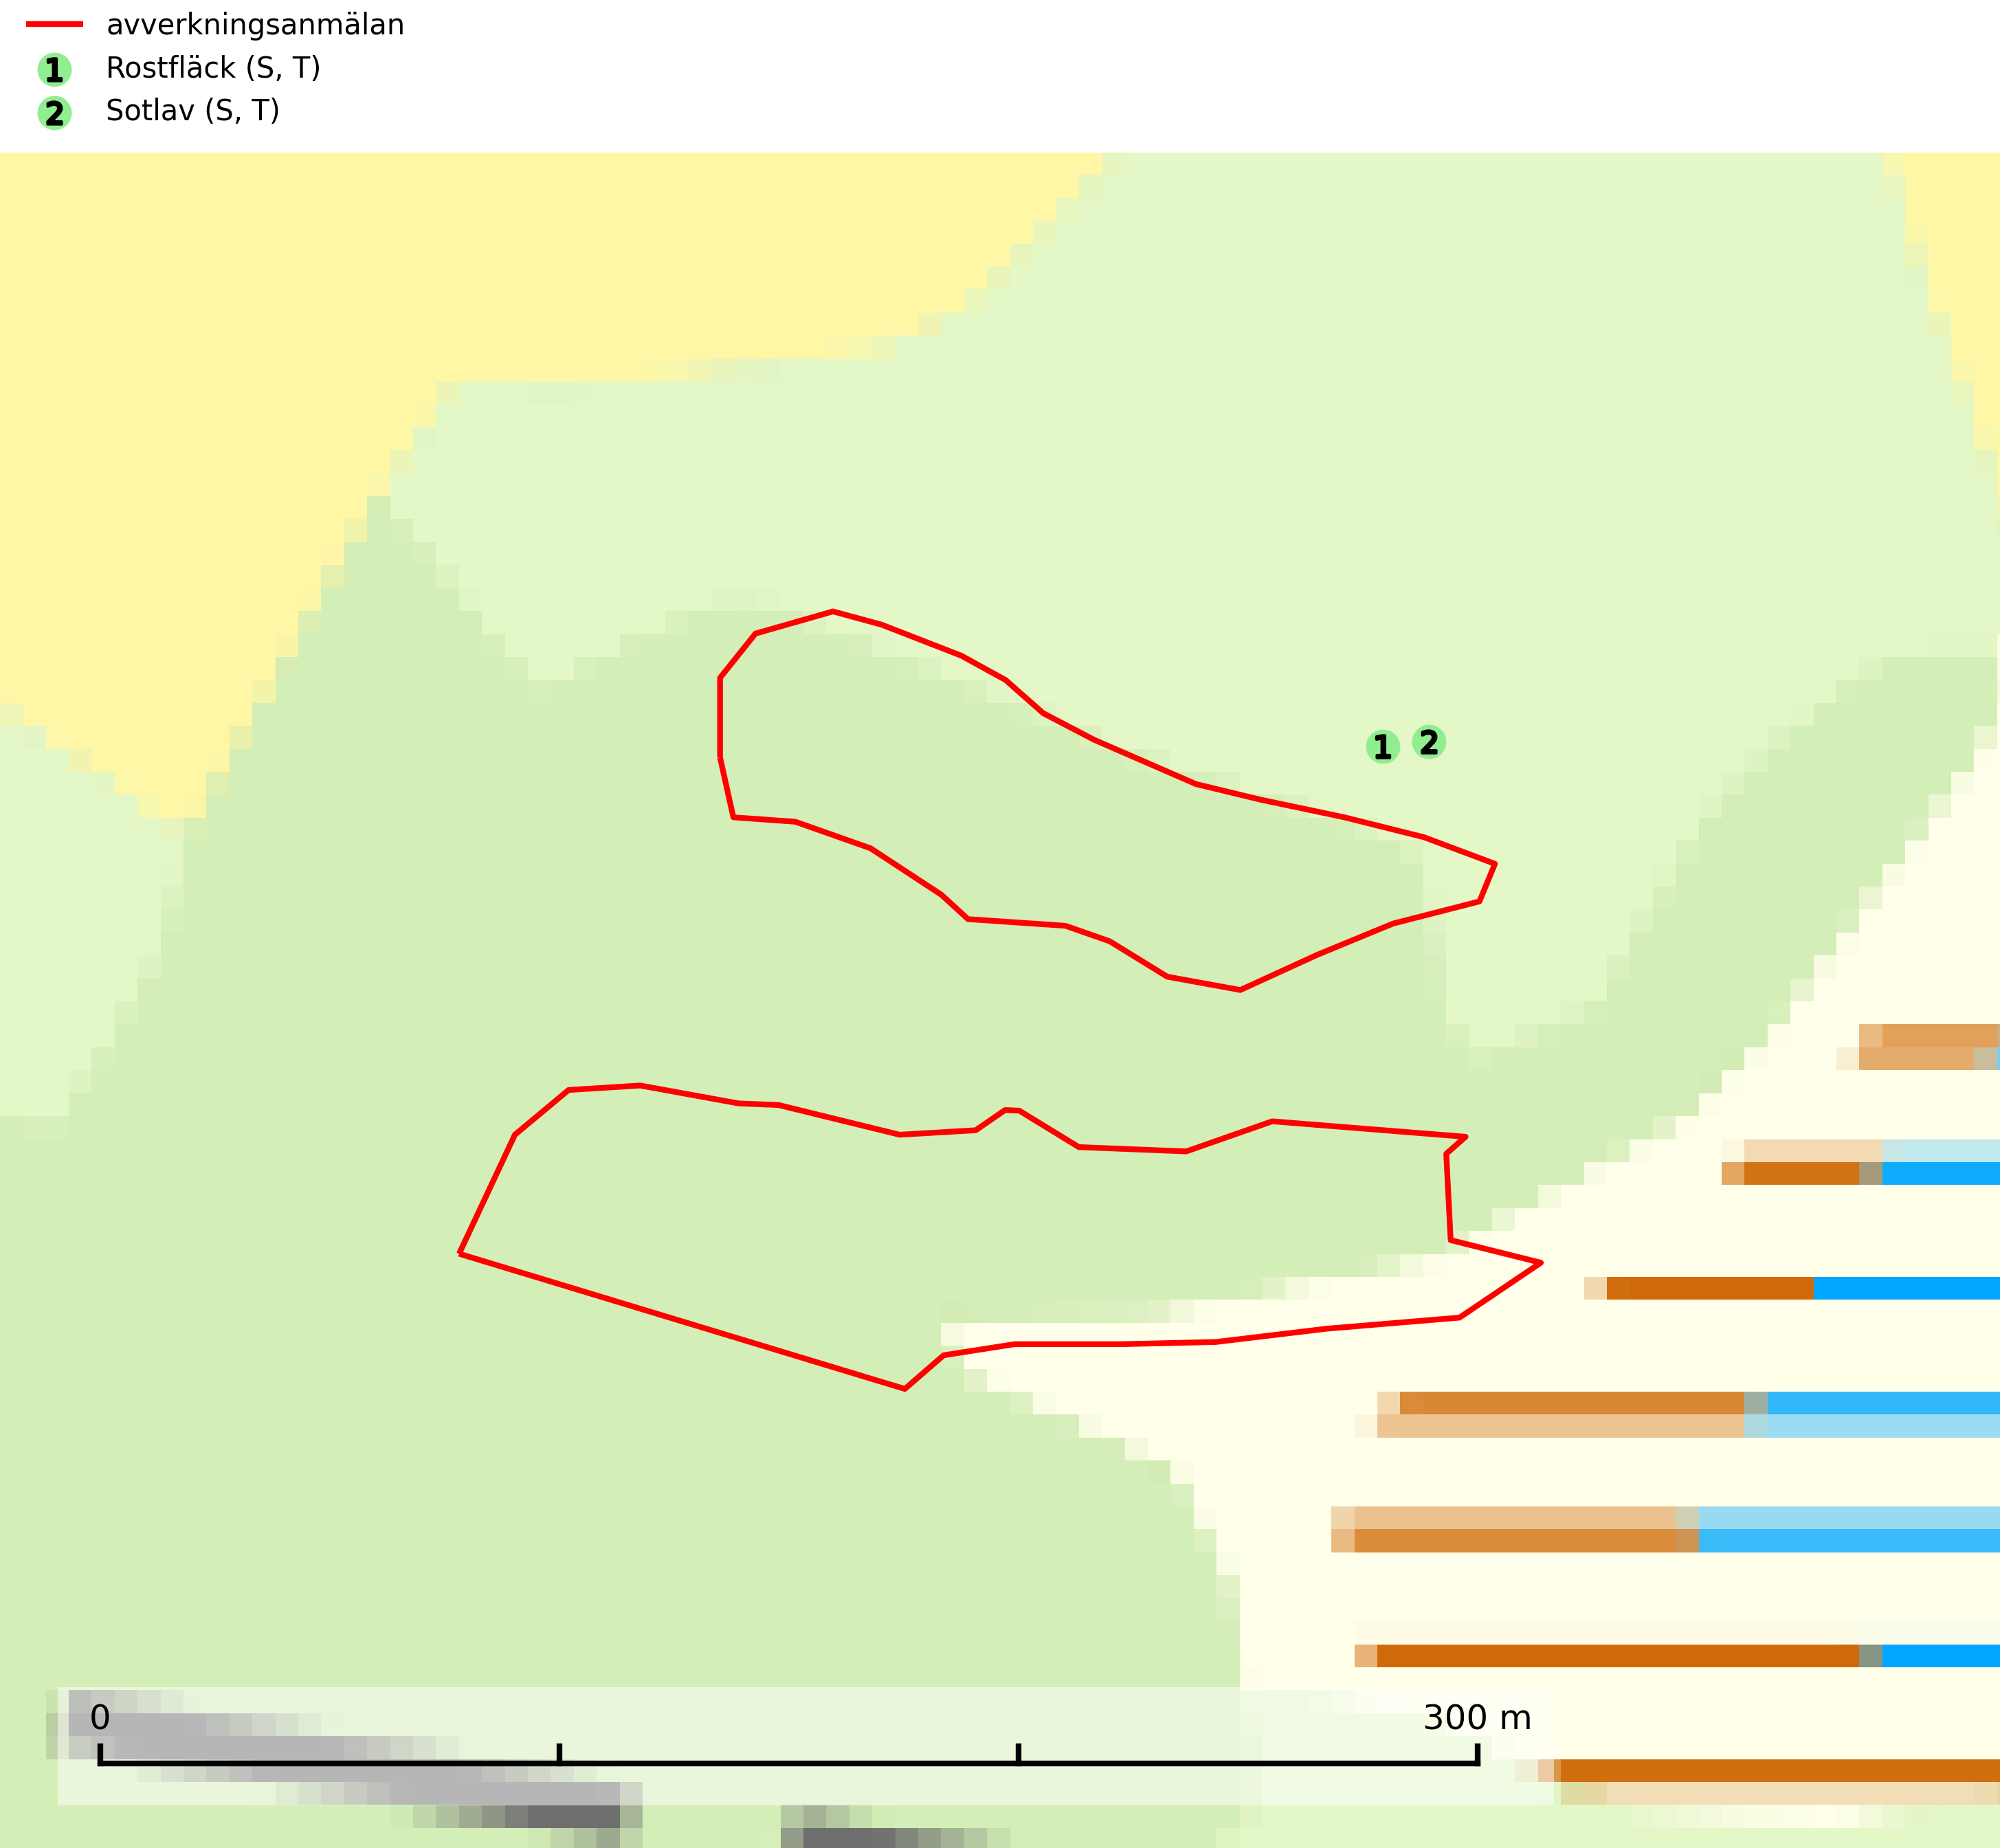 avverkningsanmälan
1 Rostfläck (S, T)
2 Sotlav (S, T)
1 2
0 300 m